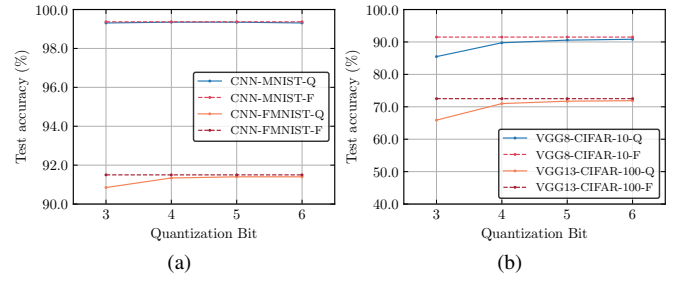 100.0
98.0
96.0
94.0
92.0
90.0
3
4
5
6
Test accuracy (%)
Quantization Bit
CNN-MNIST-Q
CNN-MNIST-F
CNN-FMNIST-Q
CNN-FMNIST-F
(a)
100.0
90.0
80.0
70.0
60.0
50.0
40.0
3
4
5
6
Test accuracy (%)
Quantization Bit
VGG8-CIFAR-10-Q
VGG8-CIFAR-10-F
VGG13-CIFAR-100-Q
VGG13-CIFAR-100-F
(b)